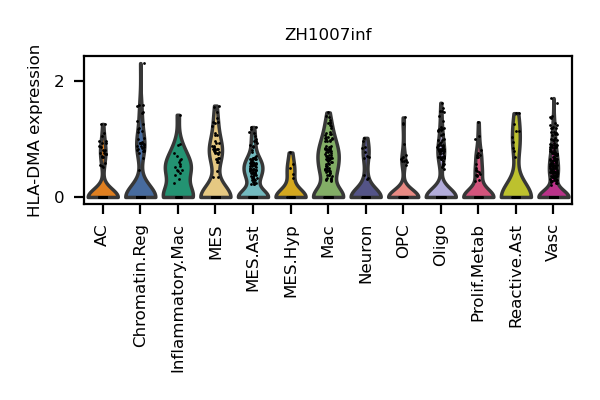 ZH1007inf
HLA-DMA expression
2
0
AC
Chromatin.Reg
Inflammatory.Mac
MES
MES.Ast
MES.Hyp
Mac
Neuron
OPC
Oligo
Prolif.Metab
Reactive.Ast
Vasc